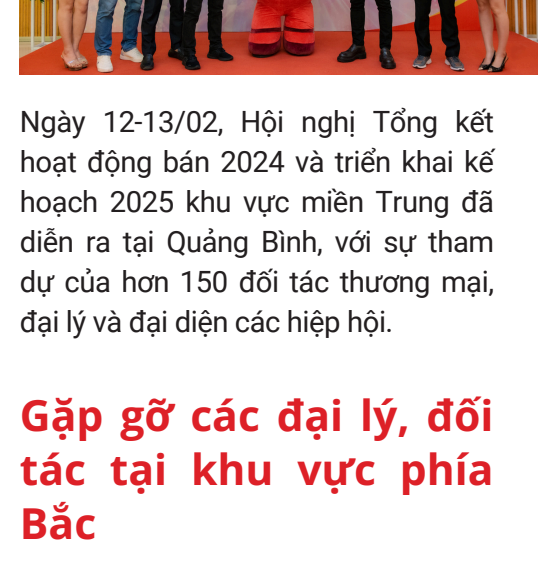 Ngày 12-13/02, Hội nghị Tổng kết
hoạt động bán 2024 và triển khai kế
hoạch 2025 khu vực miền Trung đã
diễn ra tại Quảng Bình, với sự tham
dự của hơn 150 đối tác thương mại,
đại lý và đại diện các hiệp hội.
Gặp gỡ các đại lý, đối
tác tại khu vực phía
Bắc